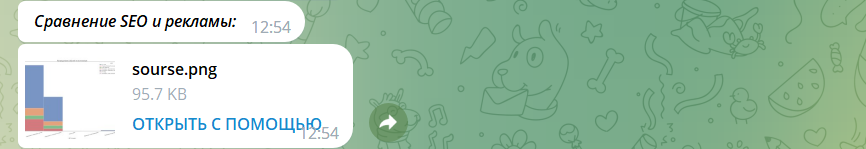 Сравнение SEO и рекламы:
12:54
sourse.png
95.7 KB
ОТКРЫТЬ С ПОМОЩЬЮ
12:54